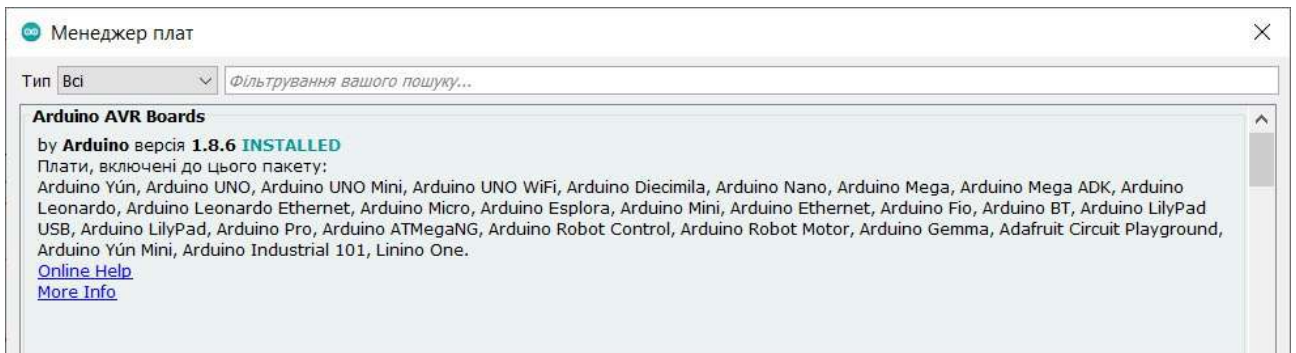 Менеджер плат
Тип Всі Фільтрування вашого пошуку...
Arduino AVR Boards
by Arduino версія 1.8.6 INSTALLED
Плати, включені до цього пакету:
Arduino Yún, Arduino UNO, Arduino UNO Mini, Arduino UNO WiFi, Arduino Diecimila, Arduino Nano, Arduino Mega, Arduino Mega ADK, Arduino
Leonardo, Arduino Leonardo Ethernet, Arduino Micro, Arduino Esplora, Arduino Mini, Arduino Ethernet, Arduino Fio, Arduino BT, Arduino LilyPad
USB, Arduino LilyPad, Arduino Pro, Arduino ATMegaNG, Arduino Robot Control, Arduino Robot Motor, Arduino Gemma, Adafruit Circuit Playground,
Arduino Yún Mini, Arduino Industrial 101, Linino One.
Online Help
More Info